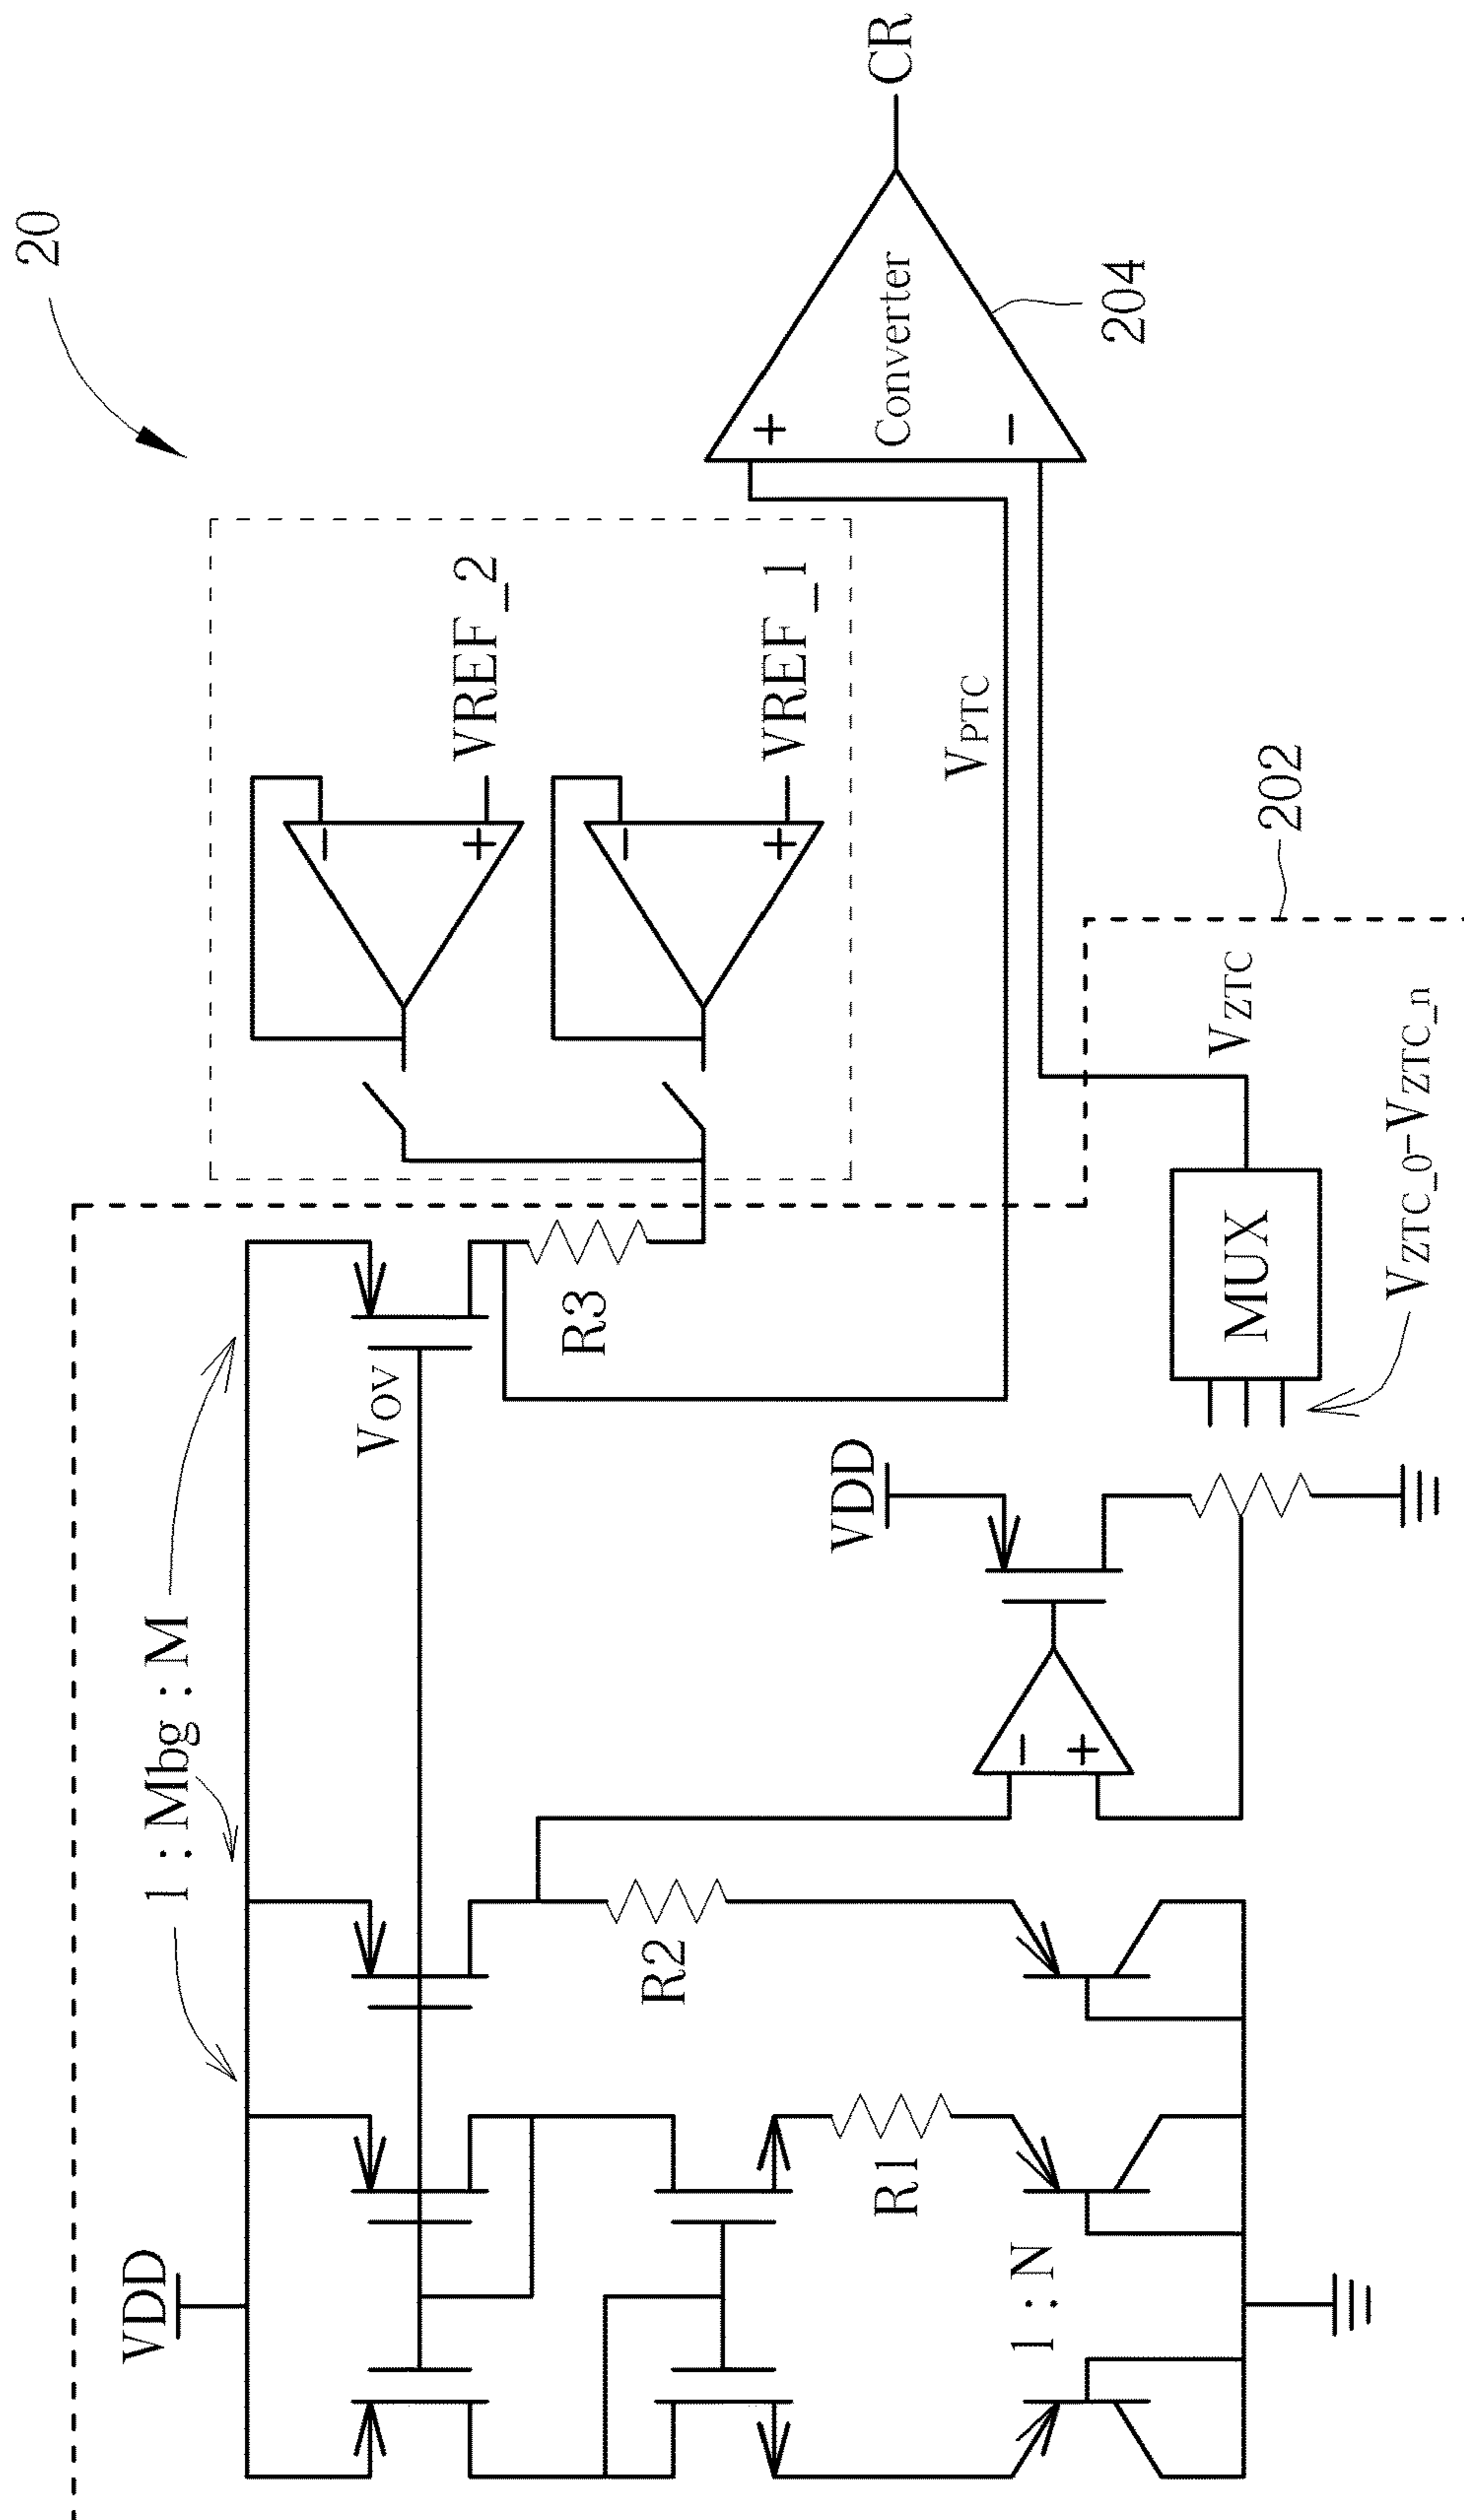 20
1 : Mbg : M
VDD
VOV
VREF_2
VREF_1
R3
R2
R1
1 : N
VDD
VPTC
Converter
+
−
CR
204
+
−
+
−
−
+
MUX
VZTC
VZTC_0-VZTC_n
202